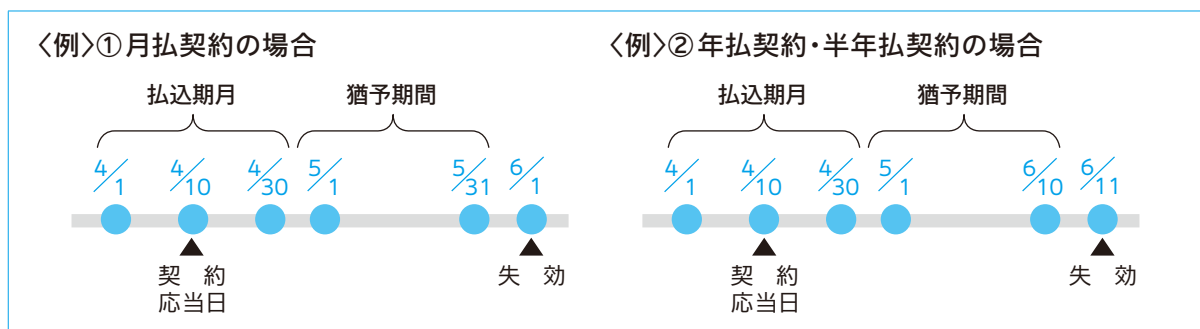 〈例〉①月払契約の場合
払込期月
猶予期間
4/1
4/10
4/30
5/1
5/31
6/1
契約
応当日
失効
〈例〉②年払契約・半年払契約の場合
払込期月
猶予期間
4/1
4/10
4/30
5/1
6/10
6/11
契約
応当日
失効